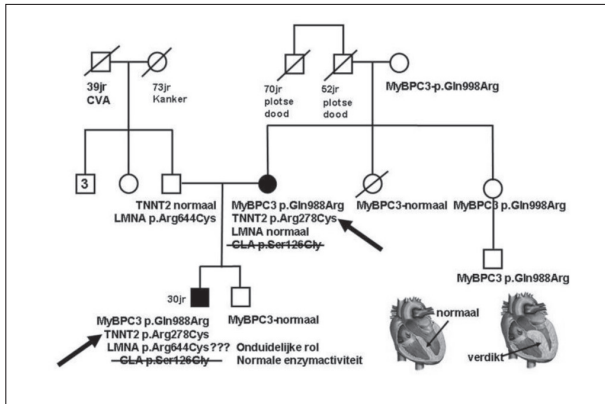 39jr
CVA
73jr
Kanker
70jr
plotse
dood
52jr
plotse
dood
MyBPC3-p.Gln998Arg
3
TNNT2 normaal
LMNA p.Arg644Cys
MyBPC3 p.Gln988Arg
TNNT2 p.Arg278Cys
LMNA normaal
GLA p.Ser126Gly
MyBPC3-normaal
MyBPC3 p.Gln998Arg
MyBPC3 p.Gln988Arg
30jr
MyBPC3 p.Gln988Arg
TNNT2 p.Arg278Cys
LMNA p.Arg644Cys??? Onduidelijke rol
GLA p.Ser126Gly Normale enzymactiviteit
MyBPC3-normaal
normaal
verdikt